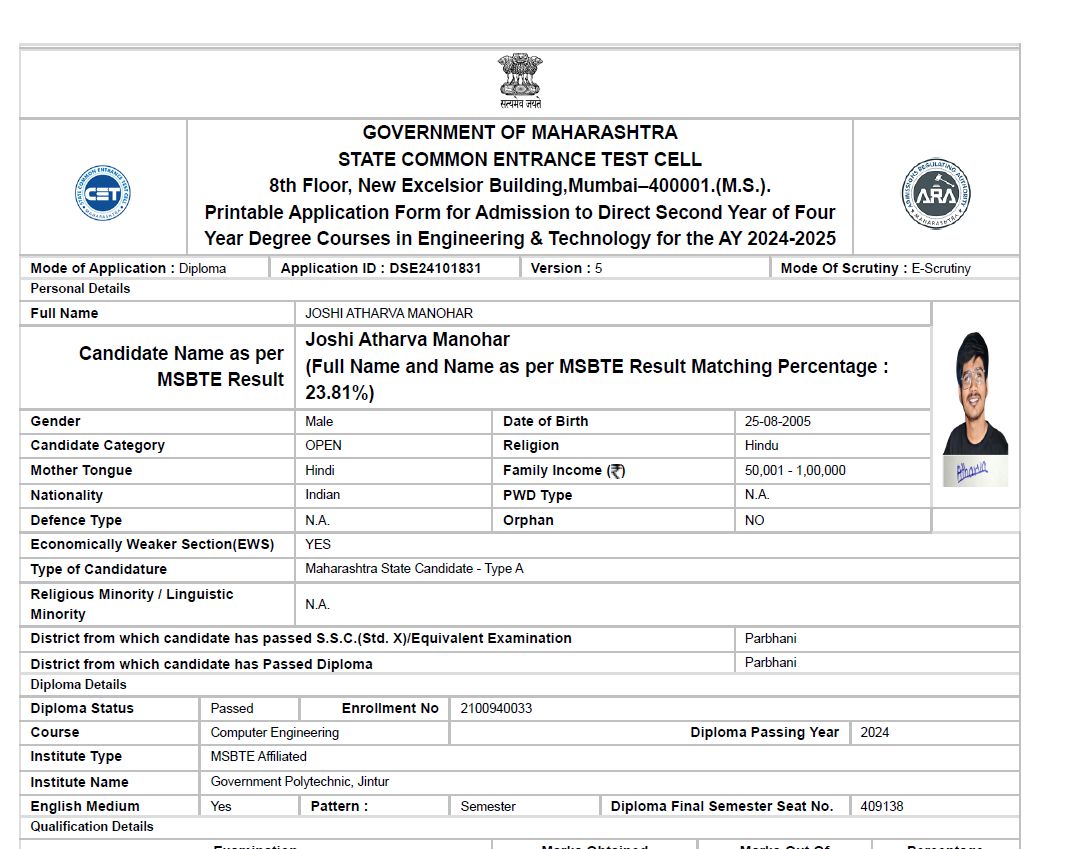 सत्यमेव जयते
GOVERNMENT OF MAHARASHTRA
STATE COMMON ENTRANCE TEST CELL
8th Floor, New Excelsior Building,Mumbai–400001.(M.S.).
Printable Application Form for Admission to Direct Second Year of Four
Year Degree Courses in Engineering & Technology for the AY 2024-2025
STATE COMMON ENTRANCE TEST CELL
CET
MAHARASHTRA
ADMISSIONS REGULATING AUTHORITY
ARA
MAHARASHTRA
Mode of Application : Diploma Application ID : DSE24101831 Version : 5 Mode Of Scrutiny : E-Scrutiny
Personal Details
Full Name JOSHI ATHARVA MANOHAR
Candidate Name as per
MSBTE Result
Joshi Atharva Manohar
(Full Name and Name as per MSBTE Result Matching Percentage :
23.81%)
Gender Male Date of Birth 25-08-2005
Candidate Category OPEN Religion Hindu
Mother Tongue Hindi Family Income (₹) 50,001 - 1,00,000
Atharva
Nationality Indian PWD Type N.A.
Defence Type N.A. Orphan NO
Economically Weaker Section(EWS) YES
Type of Candidature Maharashtra State Candidate - Type A
Religious Minority / Linguistic
Minority
N.A.
District from which candidate has passed S.S.C.(Std. X)/Equivalent Examination Parbhani
District from which candidate has Passed Diploma Parbhani
Diploma Details
Diploma Status Passed Enrollment No 2100940033
Course Computer Engineering Diploma Passing Year 2024
Institute Type MSBTE Affiliated
Institute Name Government Polytechnic, Jintur
English Medium Yes Pattern : Semester Diploma Final Semester Seat No. 409138
Qualification Details
Examination Marks Obtained Marks Out Of Percentage